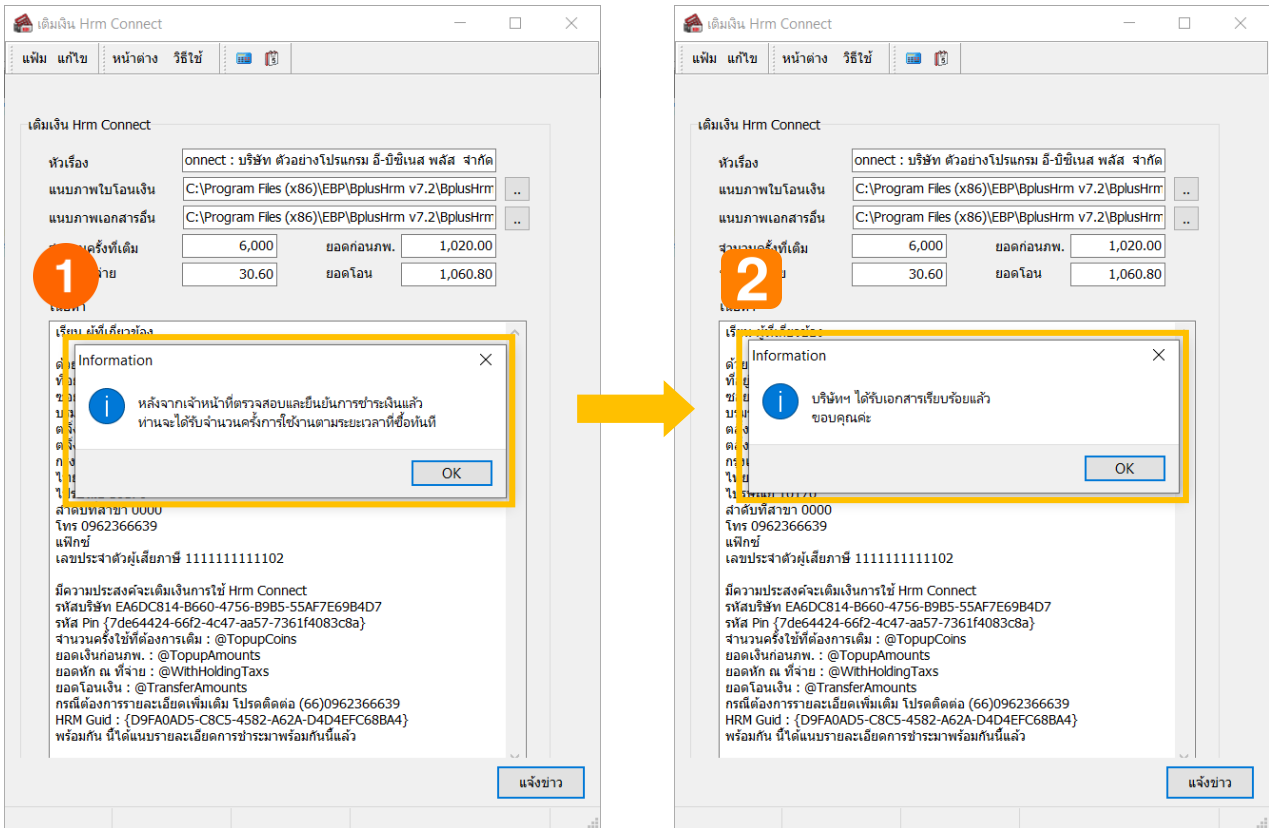 เติมเงิน Hrm Connect
แฟ้ม แก้ไข หน้าต่าง วิธีใช้
เติมเงิน Hrm Connect
หัวเรื่อง onnect : บริษัท ตัวอย่างโปรแกรม อี-บิซิเนส พลัส จำกัด
แนบภาพใบโอนเงิน C:\Program Files (x86)\EBP\BplusHrm v7.2\BplusHrm ..
แนบภาพเอกสารอื่น C:\Program Files (x86)\EBP\BplusHrm v7.2\BplusHrm ..
ครั้งที่เติม 6,000 ยอดก่อนภพ. 1,020.00
1 จ่าย 30.60 ยอดโอน 1,060.80
เรียน ผู้ที่เกี่ยวข้อง
Information
หลังจากเจ้าหน้าที่ตรวจสอบและยืนยันการชำระเงินแล้ว
ท่านจะได้รับจำนวนครั้งการใช้งานตามระยะเวลาที่ซื้อทันที
OK
ลำดับที่สาขา 0000
โทร 0962366639
แฟ็กซ์
เลขประจำตัวผู้เสียภาษี 1111111111102
มีความประสงค์จะเติมเงินการใช้ Hrm Connect
รหัสบริษัท EA6DC814-B660-4756-B9B5-55AF7E69B4D7
รหัส Pin {7de64424-66f2-4c47-aa57-7361f4083c8a}
จำนวนครั้งใช้ที่ต้องการเติม : @TopupCoins
ยอดเงินก่อนภพ. : @TopupAmounts
ยอดหัก ณ ที่จ่าย : @WithHoldingTaxs
ยอดโอนเงิน : @TransferAmounts
กรณีต้องการรายละเอียดเพิ่มเติม โปรดติดต่อ (66)0962366639
HRM Guid : {D9FA0AD5-C8C5-4582-A62A-D4D4EFC68BA4}
พร้อมกัน นี้ได้แนบรายละเอียดการชำระมาพร้อมกันนี้แล้ว
แจ้งข่าว
เติมเงิน Hrm Connect
แฟ้ม แก้ไข หน้าต่าง วิธีใช้
เติมเงิน Hrm Connect
หัวเรื่อง onnect : บริษัท ตัวอย่างโปรแกรม อี-บิซิเนส พลัส จำกัด
แนบภาพใบโอนเงิน C:\Program Files (x86)\EBP\BplusHrm v7.2\BplusHrm ..
แนบภาพเอกสารอื่น C:\Program Files (x86)\EBP\BplusHrm v7.2\BplusHrm ..
จำนวนครั้งที่เติม 6,000 ยอดก่อนภพ. 1,020.00
2 30.60 ยอดโอน 1,060.80
Information
บริษัทฯ ได้รับเอกสารเรียบร้อยแล้ว
ขอบคุณค่ะ
OK
ลำดับที่สาขา 0000
โทร 0962366639
แฟ็กซ์
เลขประจำตัวผู้เสียภาษี 1111111111102
มีความประสงค์จะเติมเงินการใช้ Hrm Connect
รหัสบริษัท EA6DC814-B660-4756-B9B5-55AF7E69B4D7
รหัส Pin {7de64424-66f2-4c47-aa57-7361f4083c8a}
จำนวนครั้งใช้ที่ต้องการเติม : @TopupCoins
ยอดเงินก่อนภพ. : @TopupAmounts
ยอดหัก ณ ที่จ่าย : @WithHoldingTaxs
ยอดโอนเงิน : @TransferAmounts
กรณีต้องการรายละเอียดเพิ่มเติม โปรดติดต่อ (66)0962366639
HRM Guid : {D9FA0AD5-C8C5-4582-A62A-D4D4EFC68BA4}
พร้อมกัน นี้ได้แนบรายละเอียดการชำระมาพร้อมกันนี้แล้ว
แจ้งข่าว